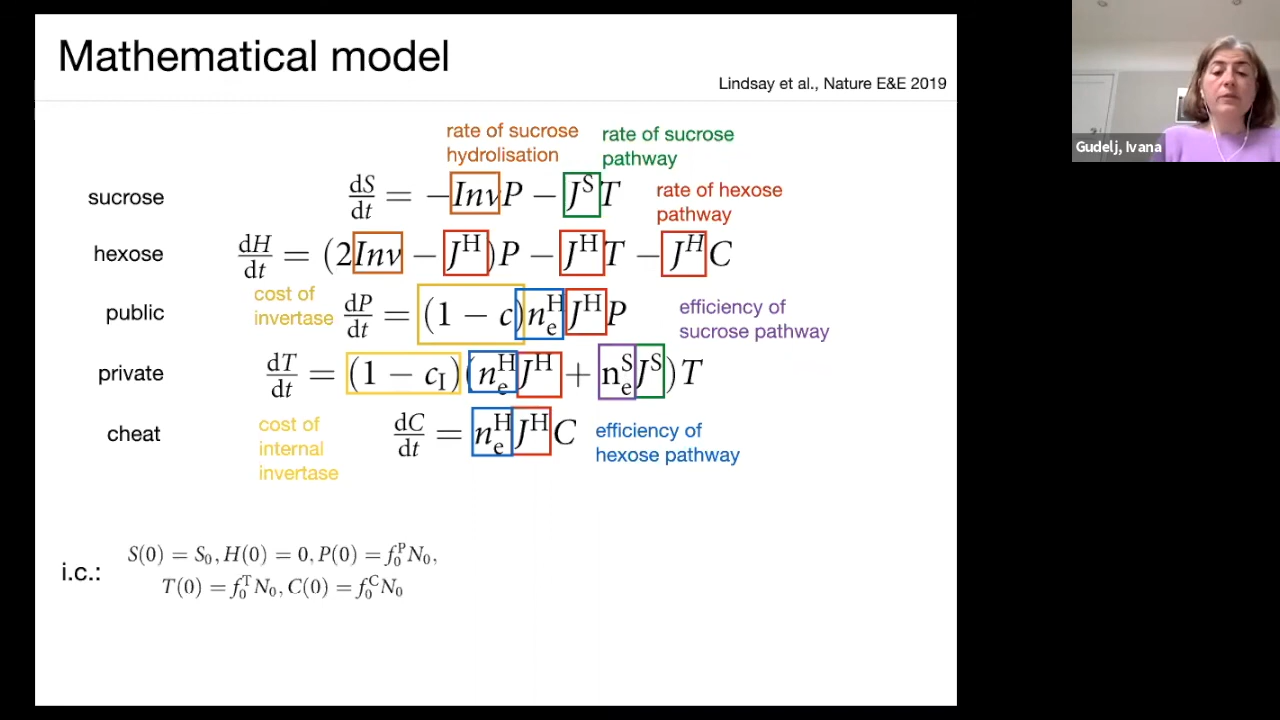 Mathematical model
Lindsay et al., Nature E&E 2019
rate of sucrose
hydrolisation
rate of sucrose
pathway
sucrose
dS/dt = −InvP − J^S T
rate of hexose
pathway
hexose
dH/dt = (2Inv − J^H)P − J^H T − J^H C
cost of
invertase
public
dP/dt = (1 − c)n_e^H J^H P
efficiency of
sucrose pathway
private
dT/dt = (1 − c_I)(n_e^H J^H + n_e^S J^S)T
cost of
internal
invertase
cheat
dC/dt = n_e^H J^H C
efficiency of
hexose pathway
i.c.:
S(0) = S_0, H(0) = 0, P(0) = f_0^P N_0,
T(0) = f_0^T N_0, C(0) = f_0^C N_0
Gudelj, Ivana